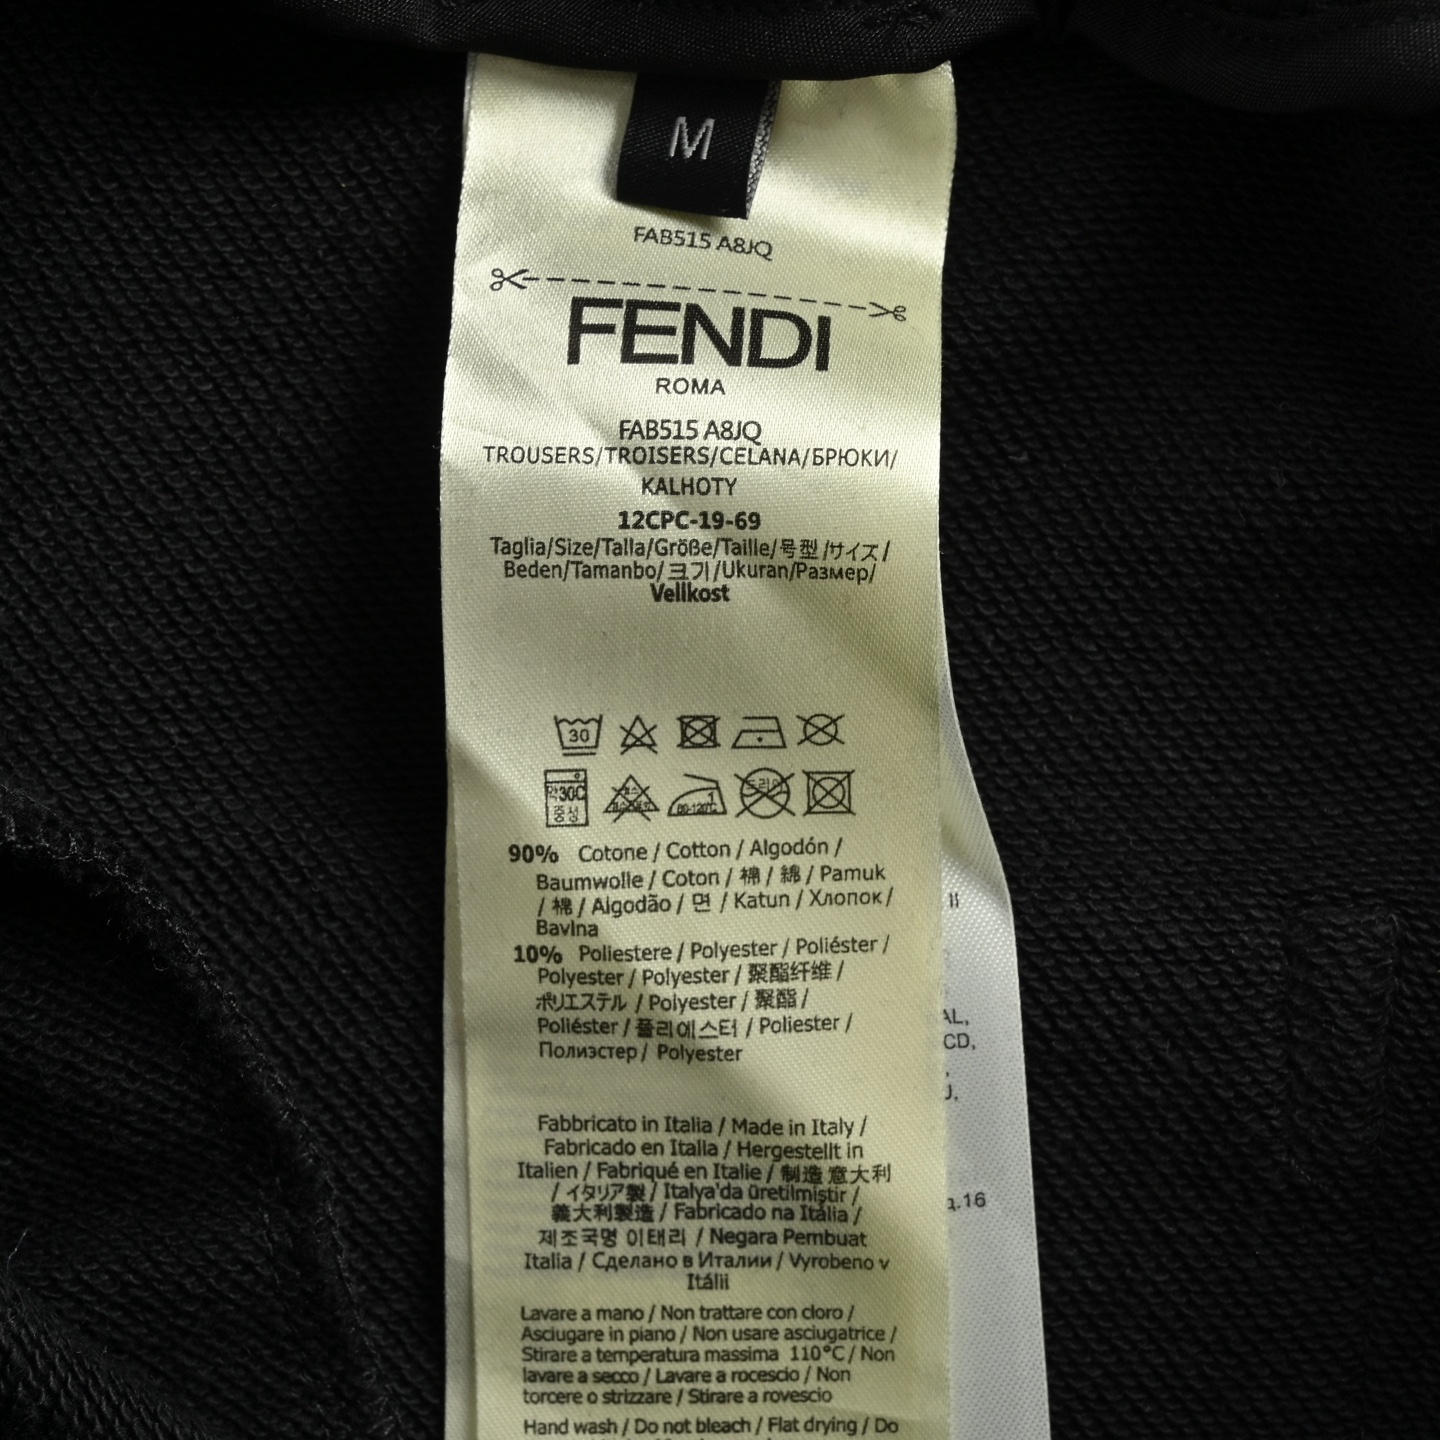 M
FAB515 A8JQ
FENDI
ROMA
FAB515 A8JQ
TROUSERS/TROISERS/CELANA/БРЮКИ/
KALHOTY
12CPC-19-69
Taglia/Size/Talla/Größe/Taille/号型/サイズ/
Beden/Tamanbo/크기/Ukuran/Размер/
Velikost
30
30C
중성
80-120℃
90% Cotone / Cotton / Algodón /
Baumwolle / Coton / 棉 / 綿 / Pamuk
/ 棉 / Algodão / 면 / Katun / Хлопок /
Bavlna
10% Poliestere / Polyester / Poliéster /
Polyester / Polyester / 聚酯纤维 /
ポリエステル / Polyester / 聚酯 /
Poliéster / 폴리에스터 / Poliester /
Полиэстер / Polyester
Fabbricato in Italia / Made in Italy /
Fabricado en Italia / Hergestellt in
Italien / Fabriqué en Italie / 制造 意大利
/ イタリア製 / Italya'da üretilmiştir /
義大利製造 / Fabricado na Itália /
제조국명 이태리 / Negara Pembuat
Italia / Сделано в Италии / Vyrobeno v
Itálii
Lavare a mano / Non trattare con cloro /
Asciugare in piano / Non usare asciugatrice /
Stirare a temperatura massima 110°C / Non
lavare a secco / Lavare a rocescio / Non
torcere o strizzare / Stirare a rovescio
Hand wash / Do not bleach / Flat drying / Do